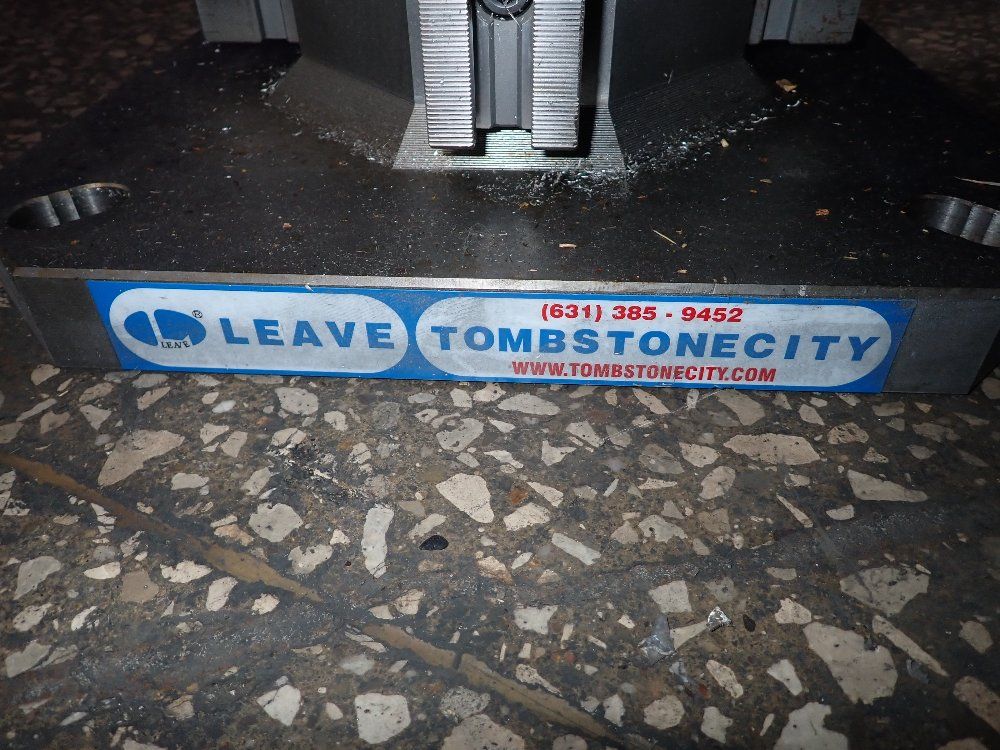 LEAVE®
LEAVE
(631) 385 - 9452
TOMBSTONECITY
WWW.TOMBSTONECITY.COM